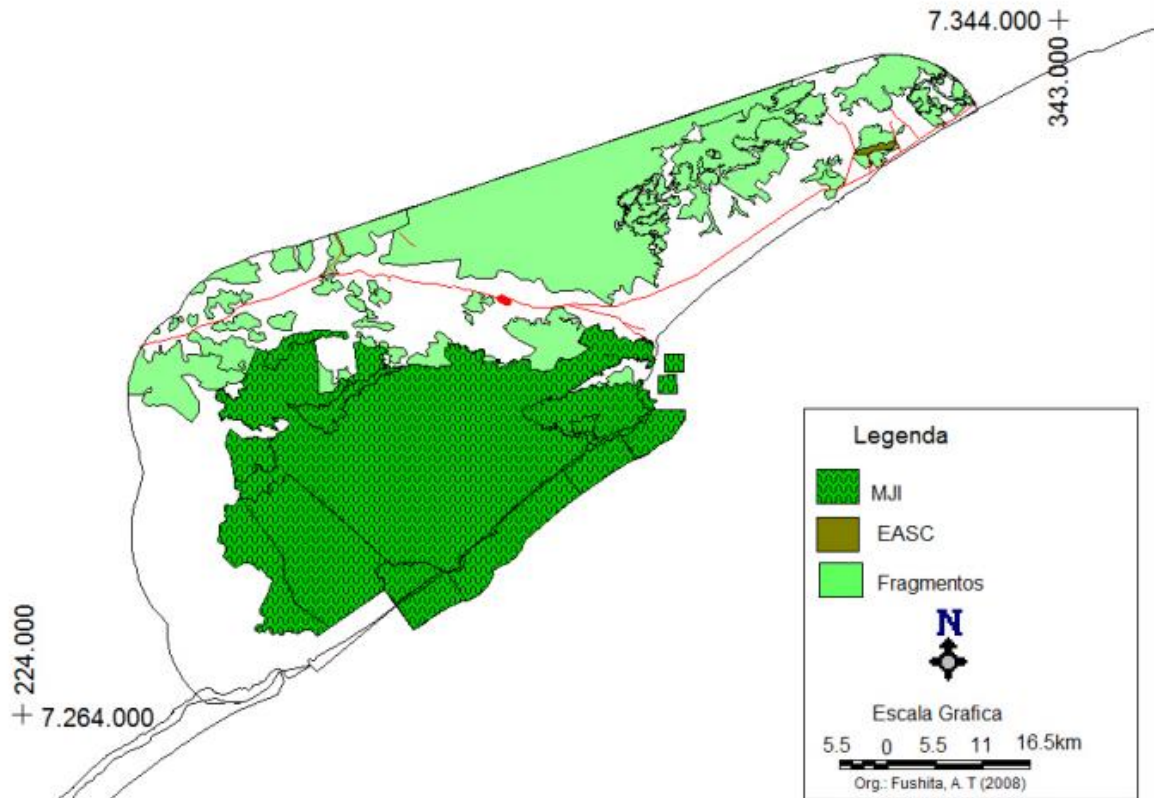 7.344.000
343.000
Legenda
MJI
EASC
Fragmentos
N
Escala Grafica
5.5 0 5.5 11 16.5km
Org.: Fushita, A. T (2008)
224.000
7.264.000